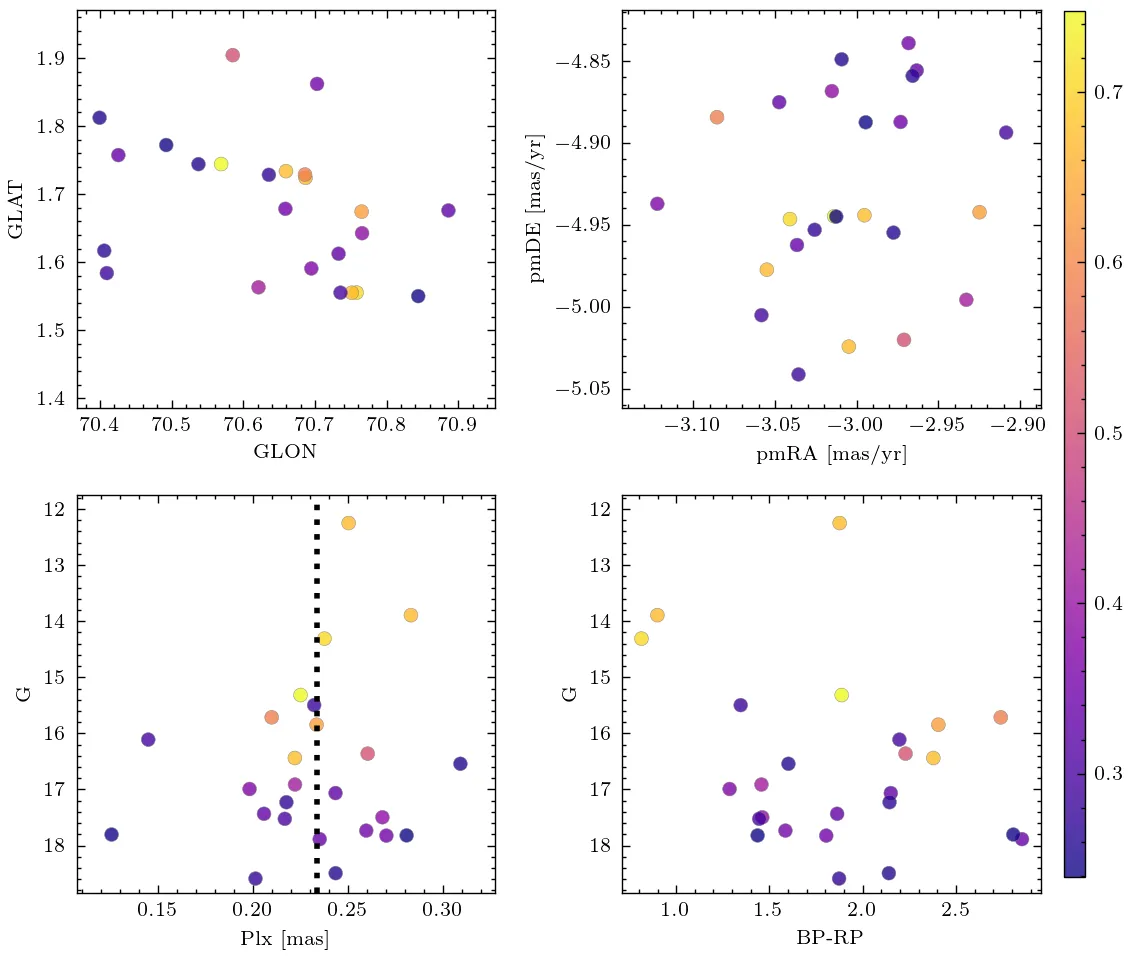 1.9
1.8
1.7
1.6
1.5
1.4
GLAT
70.4 70.5 70.6 70.7 70.8 70.9
GLON
−4.85
−4.90
−4.95
−5.00
−5.05
pmDE [mas/yr]
−3.10 −3.05 −3.00 −2.95 −2.90
pmRA [mas/yr]
12
13
14
15
16
17
18
G
0.15 0.20 0.25 0.30
Plx [mas]
12
13
14
15
16
17
18
G
1.0 1.5 2.0 2.5
BP-RP
0.7
0.6
0.5
0.4
0.3